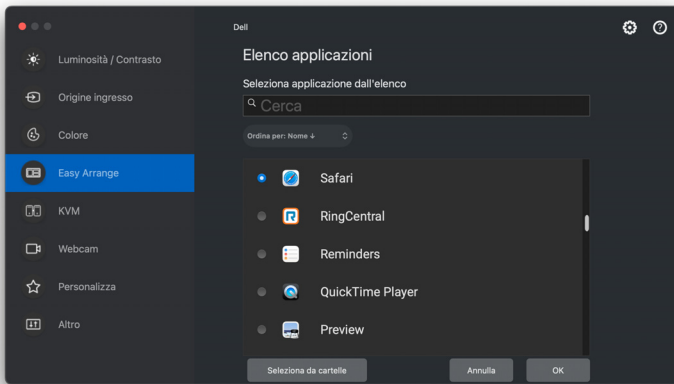 Dell
Elenco applicazioni
Seleziona applicazione dall'elenco
Cerca
Ordina per: Nome ↓
Luminosità / Contrasto
Origine ingresso
Colore
Easy Arrange
KVM
Webcam
Personalizza
Altro
Safari
RingCentral
Reminders
QuickTime Player
Preview
Seleziona da cartelle
Annulla
OK